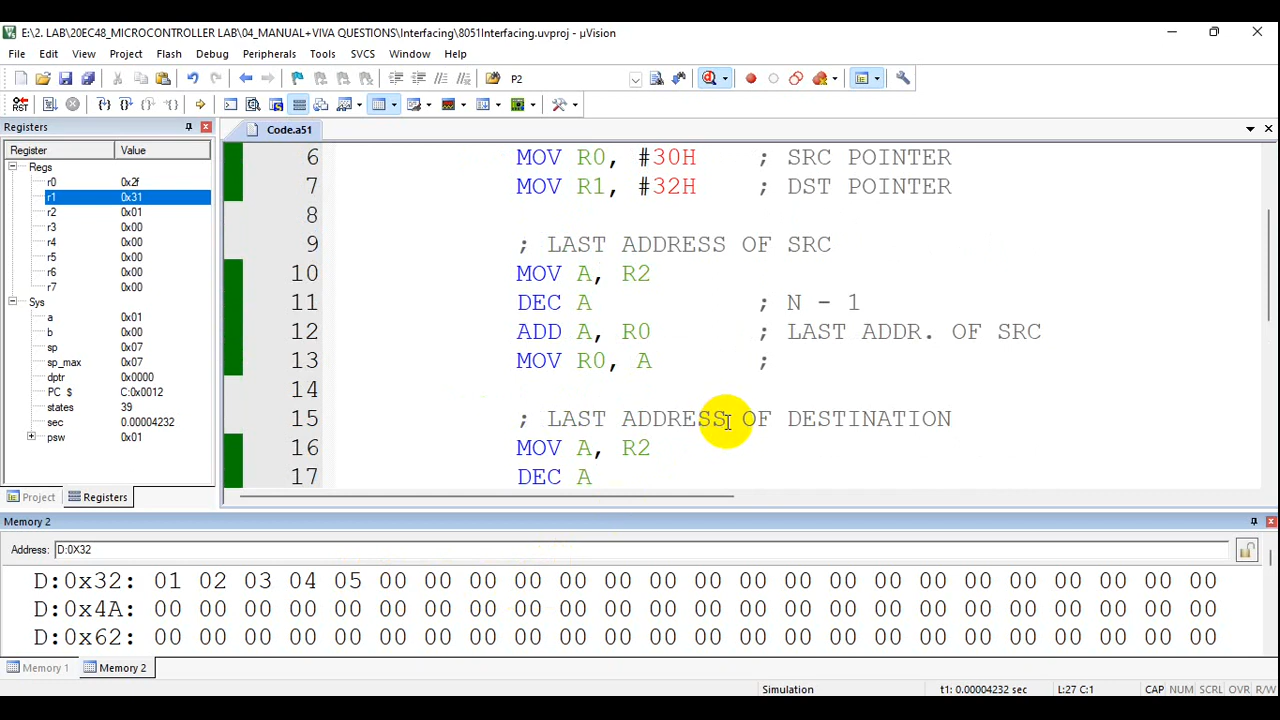 E:\2. LAB\20EC48_MICROCONTROLLER LAB\04_MANUAL+VIVA QUESTIONS\Interfacing\8051Interfacing.uvproj - µVision
File Edit View Project Flash Debug Peripherals Tools SVCS Window Help
P2
RST
Registers
Code.a51
Register Value
Regs
r0 0x2f
r1 0x31
r2 0x01
r3 0x00
r4 0x00
r5 0x00
r6 0x00
r7 0x00
Sys
a 0x01
b 0x00
sp 0x07
sp_max 0x07
dptr 0x0000
PC $ C:0x0012
states 39
sec 0.00004232
psw 0x01
6 MOV R0, #30H ; SRC POINTER
7 MOV R1, #32H ; DST POINTER
8
9 ; LAST ADDRESS OF SRC
10 MOV A, R2
11 DEC A ; N - 1
12 ADD A, R0 ; LAST ADDR. OF SRC
13 MOV R0, A ;
14
15 ; LAST ADDRESS OF DESTINATION
16 MOV A, R2
17 DEC A
Project Registers
Memory 2
Address: D:0X32
D:0x32: 01 02 03 04 05 00 00 00 00 00 00 00 00 00 00 00 00 00 00 00 00 00 00 00
D:0x4A: 00 00 00 00 00 00 00 00 00 00 00 00 00 00 00 00 00 00 00 00 00 00 00 00
D:0x62: 00 00 00 00 00 00 00 00 00 00 00 00 00 00 00 00 00 00 00 00 00 00 00 00
Memory 1 Memory 2
Simulation t1: 0.00004232 sec L:27 C:1 CAP NUM SCRL OVR R/W